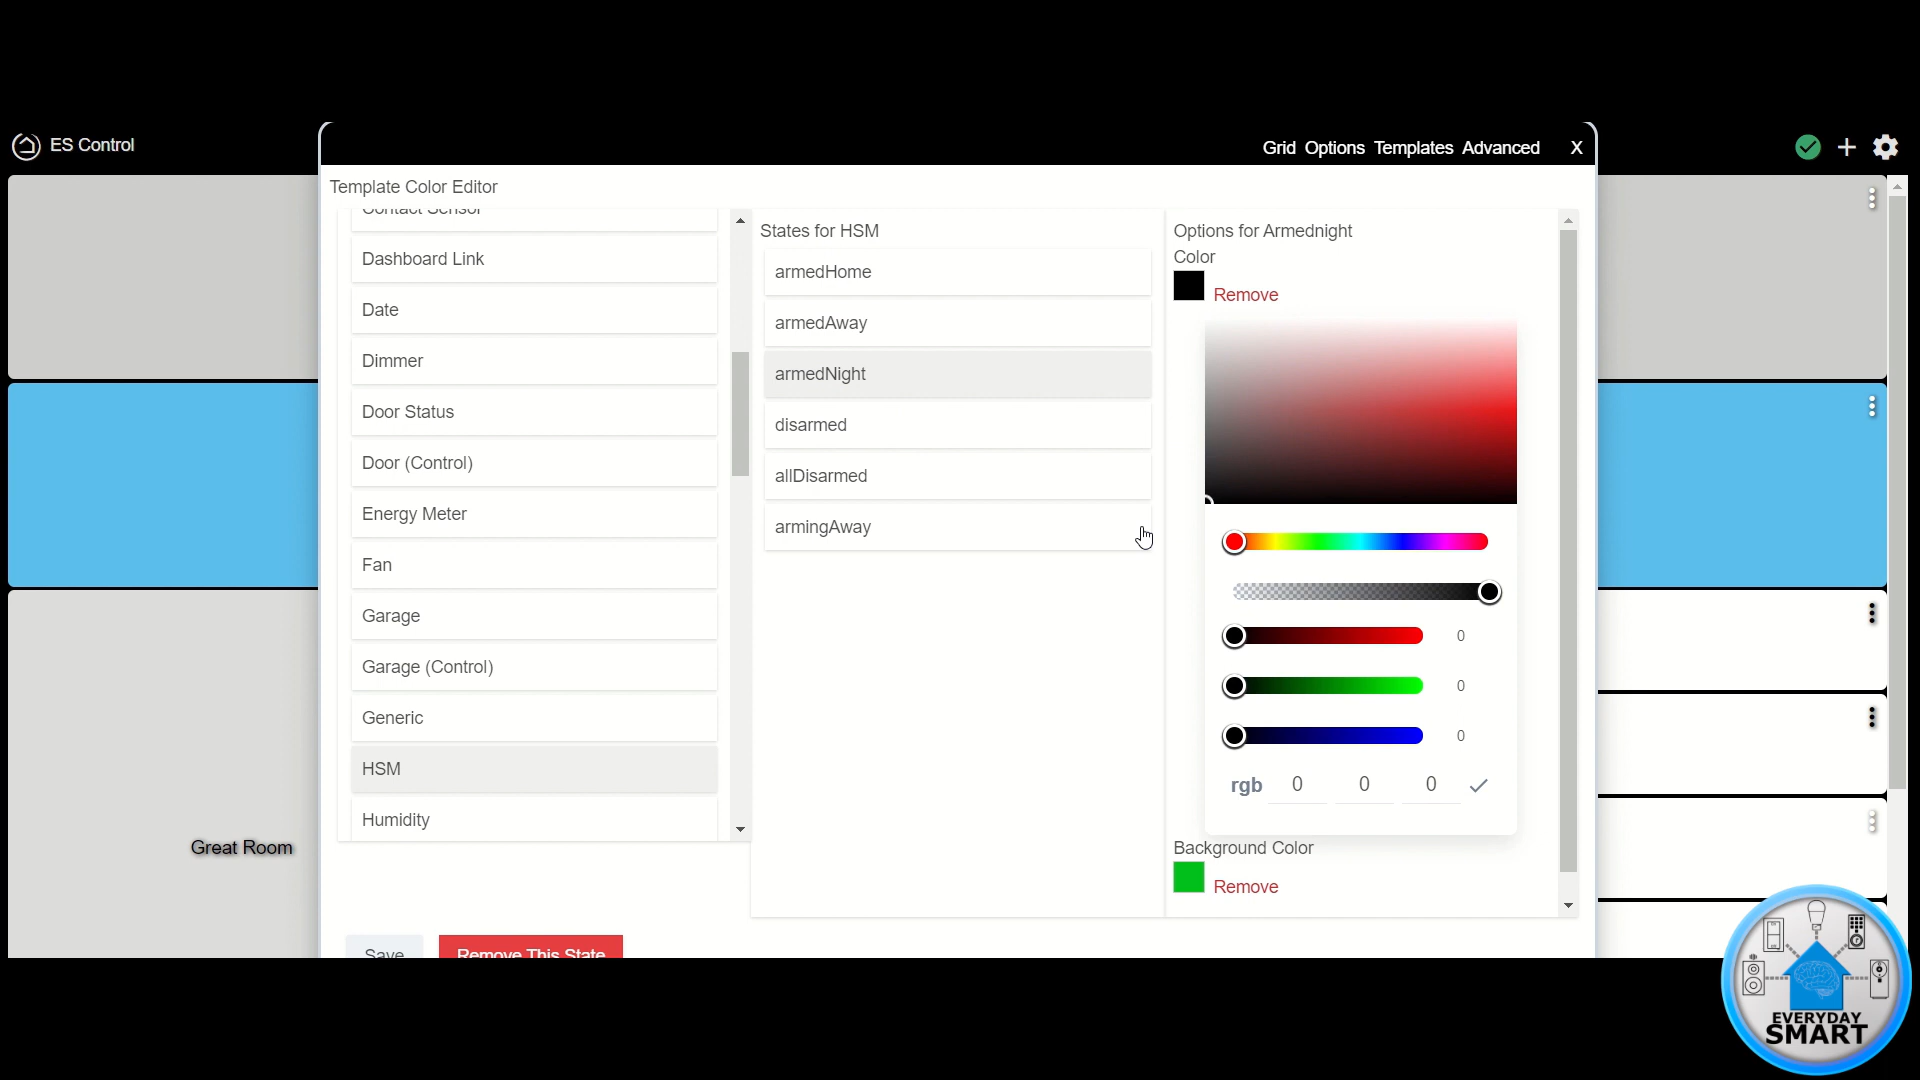 ES Control
Grid Options Templates Advanced X
Template Color Editor
Contact Sensor
Dashboard Link
Date
Dimmer
Door Status
Door (Control)
Energy Meter
Fan
Garage
Garage (Control)
Generic
HSM
Humidity
States for HSM
armedHome
armedAway
armedNight
disarmed
allDisarmed
armingAway
Options for Armednight
Color
Remove
0
0
0
rgb 0 0 0
Background Color
Remove
Save
Remove This State
Great Room
EVERYDAY
SMART